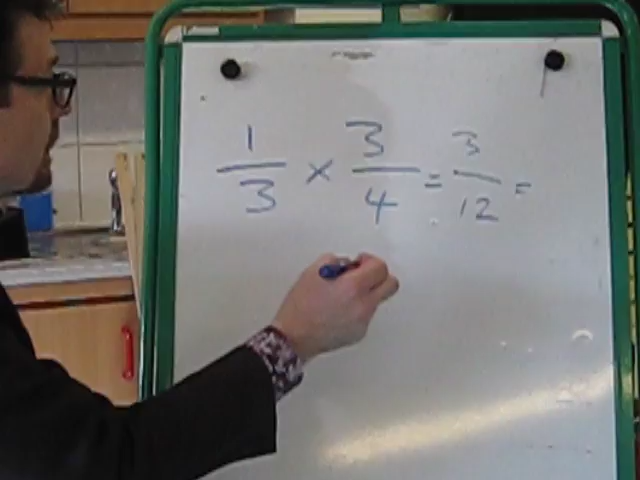 1/3 × 3/4 = 3/12 =